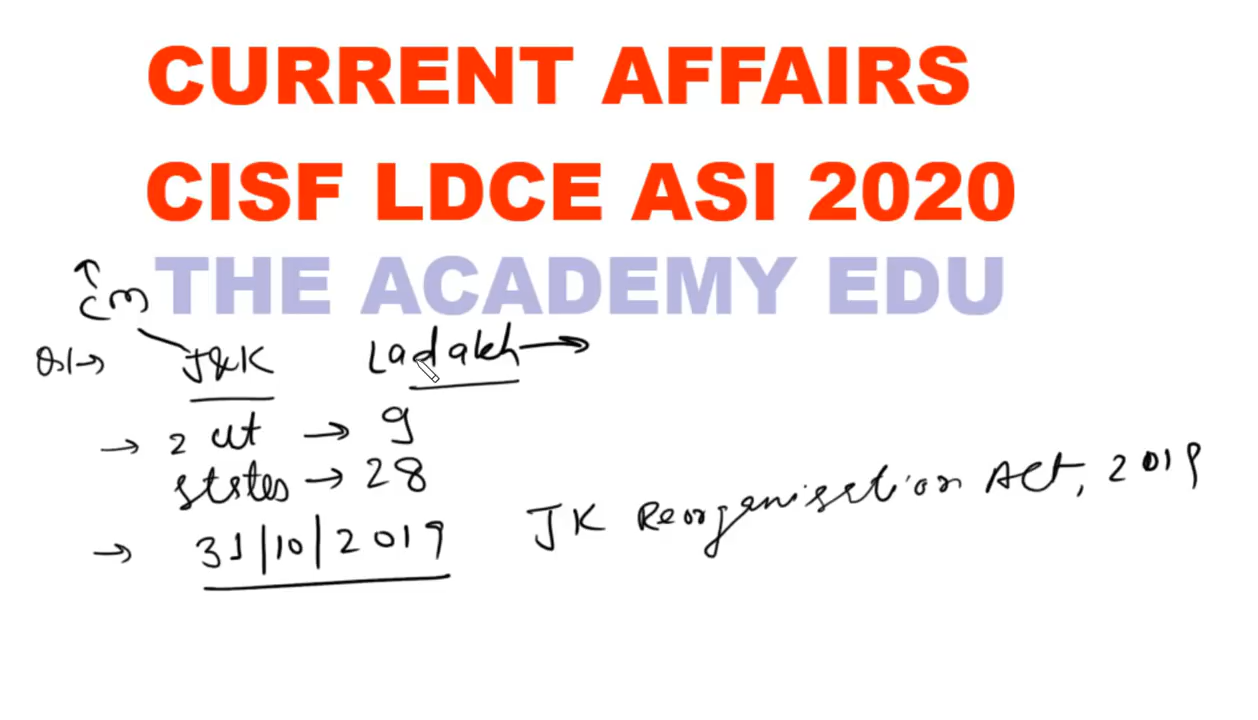 CURRENT AFFAIRS
CISF LDCE ASI 2020
THE ACADEMY EDU
cm
J&K Ladakh →
→ 2 ut → 9
states → 28
→ 31/10/2019
JK Reorganisation Act, 2019